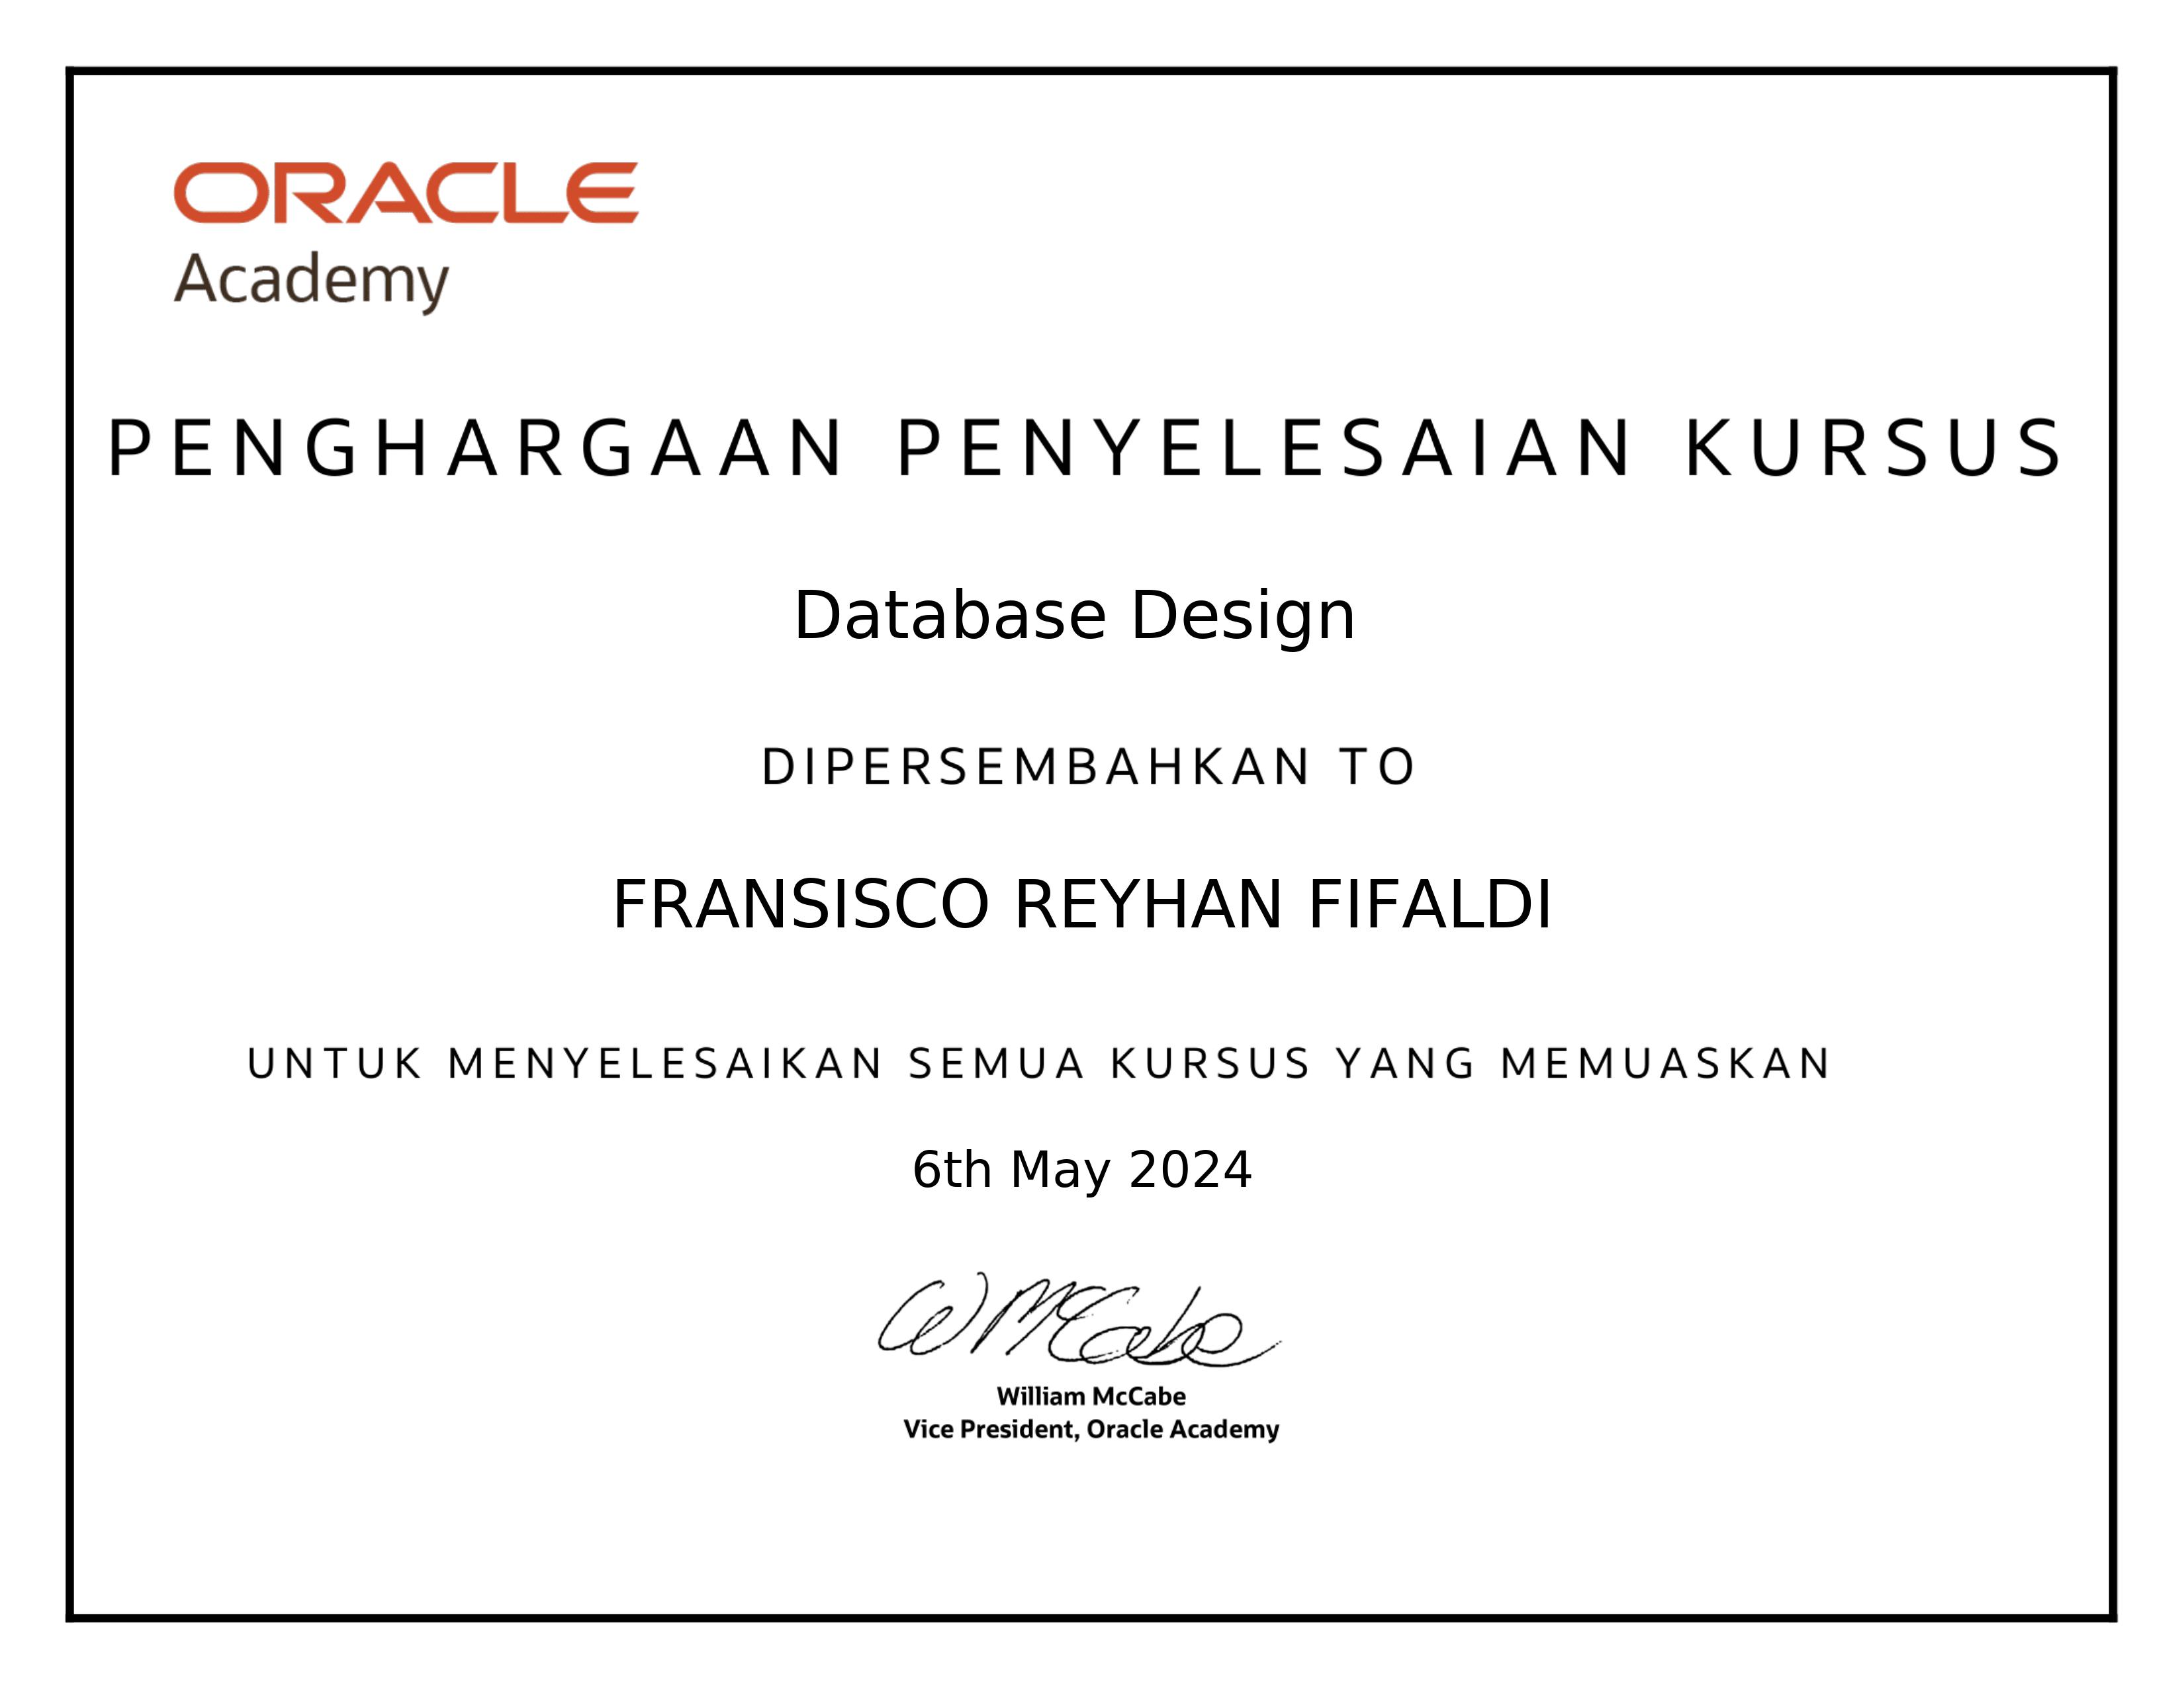 ORACLE
Academy
PENGHARGAAN PENYELESAIAN KURSUS
Database Design
DIPERSEMBAHKAN TO
FRANSISCO REYHAN FIFALDI
UNTUK MENYELESAIKAN SEMUA KURSUS YANG MEMUASKAN
6th May 2024
W McCabe
William McCabe
Vice President, Oracle Academy